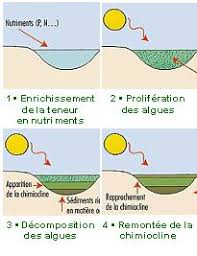 Nutriments (P, N...)
1 ▪ Enrichissement
de la teneur
en nutriments
2 ▪ Prolifération
des algues
Apparition
de la chimiocline
Sédiments rich
en matière o
Rapprochement
de la chimiocline
3 ▪ Décomposition
des algues
4 ▪ Remontée de la
chimiocline